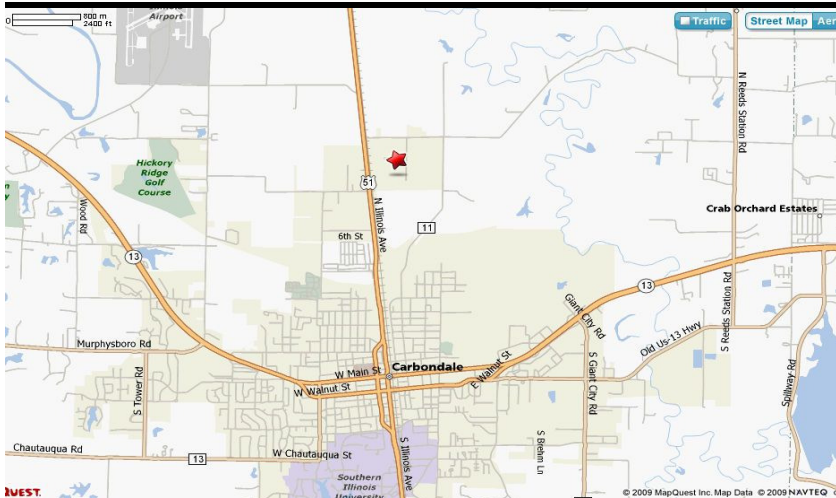 0
800 m
2400 ft
Airport
Traffic
Street Map
Aer
N Reeds Station Rd
Hickory
Ridge
Golf
Course
51
N Illinois Ave
Wood Rd
Crab Orchard Estates
11
6th St
13
13
Giant City Rd
Old Us-13 Hwy
S Reeds Station Rd
Murphysboro Rd
W Main St
Carbondale
E Walnut St
S Giant City Rd
Spillway Rd
W Walnut St
S Tower Rd
Chautauqua Rd
13
W Chautauqua St
S Illinois Ave
S Brehm Ln
Southern
Illinois
University
QUEST.
© 2009 MapQuest Inc. Map Data © 2009 NAVTEQ